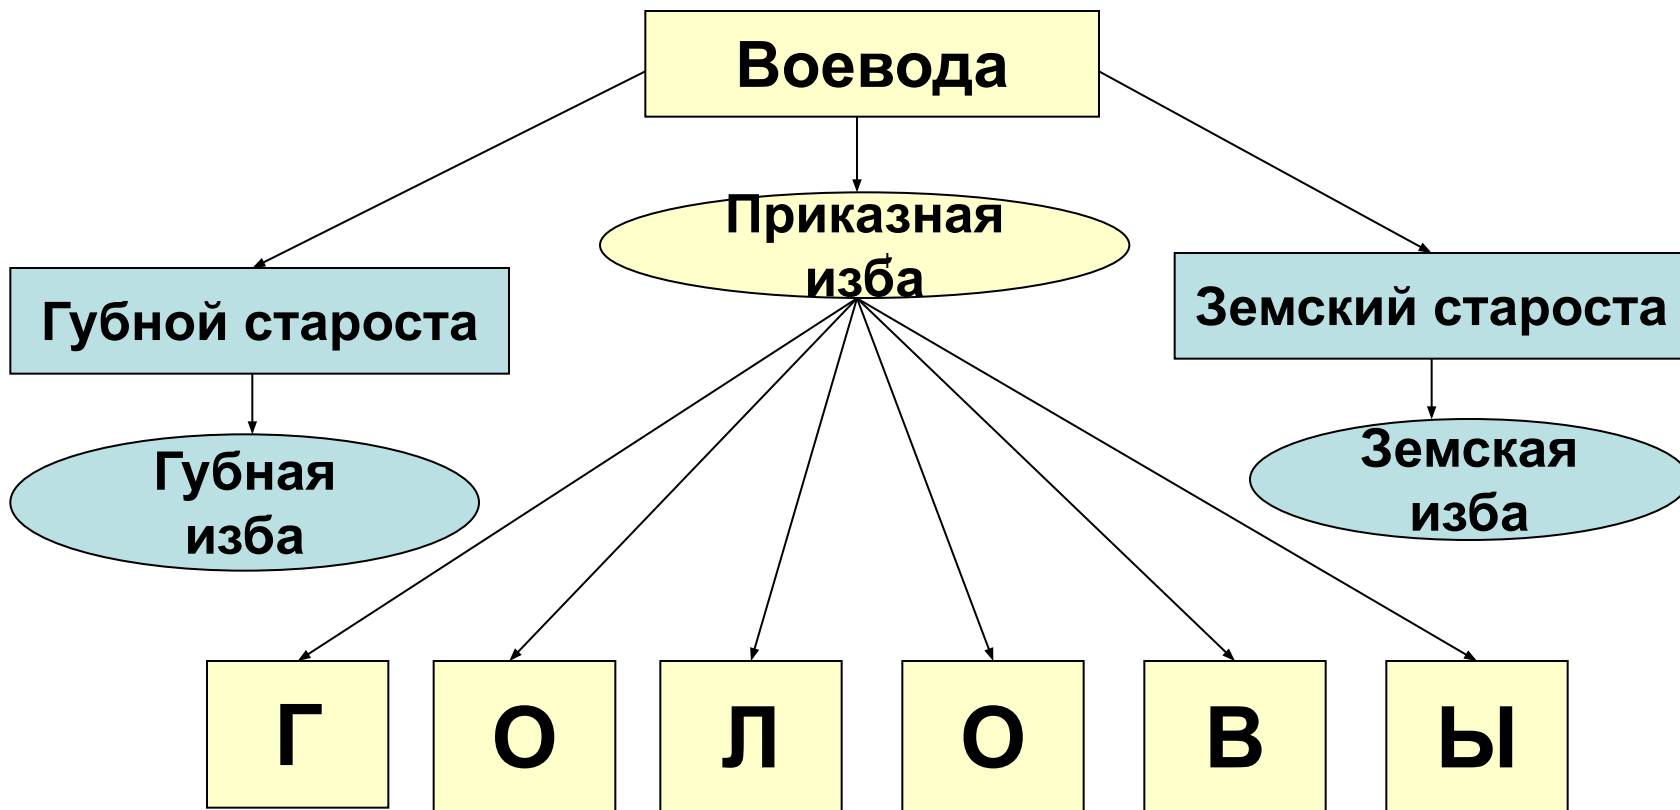 Воевода
Приказная
изба
Губной староста
Земский староста
Губная
изба
Земская
изба
Г О Л О В Ы